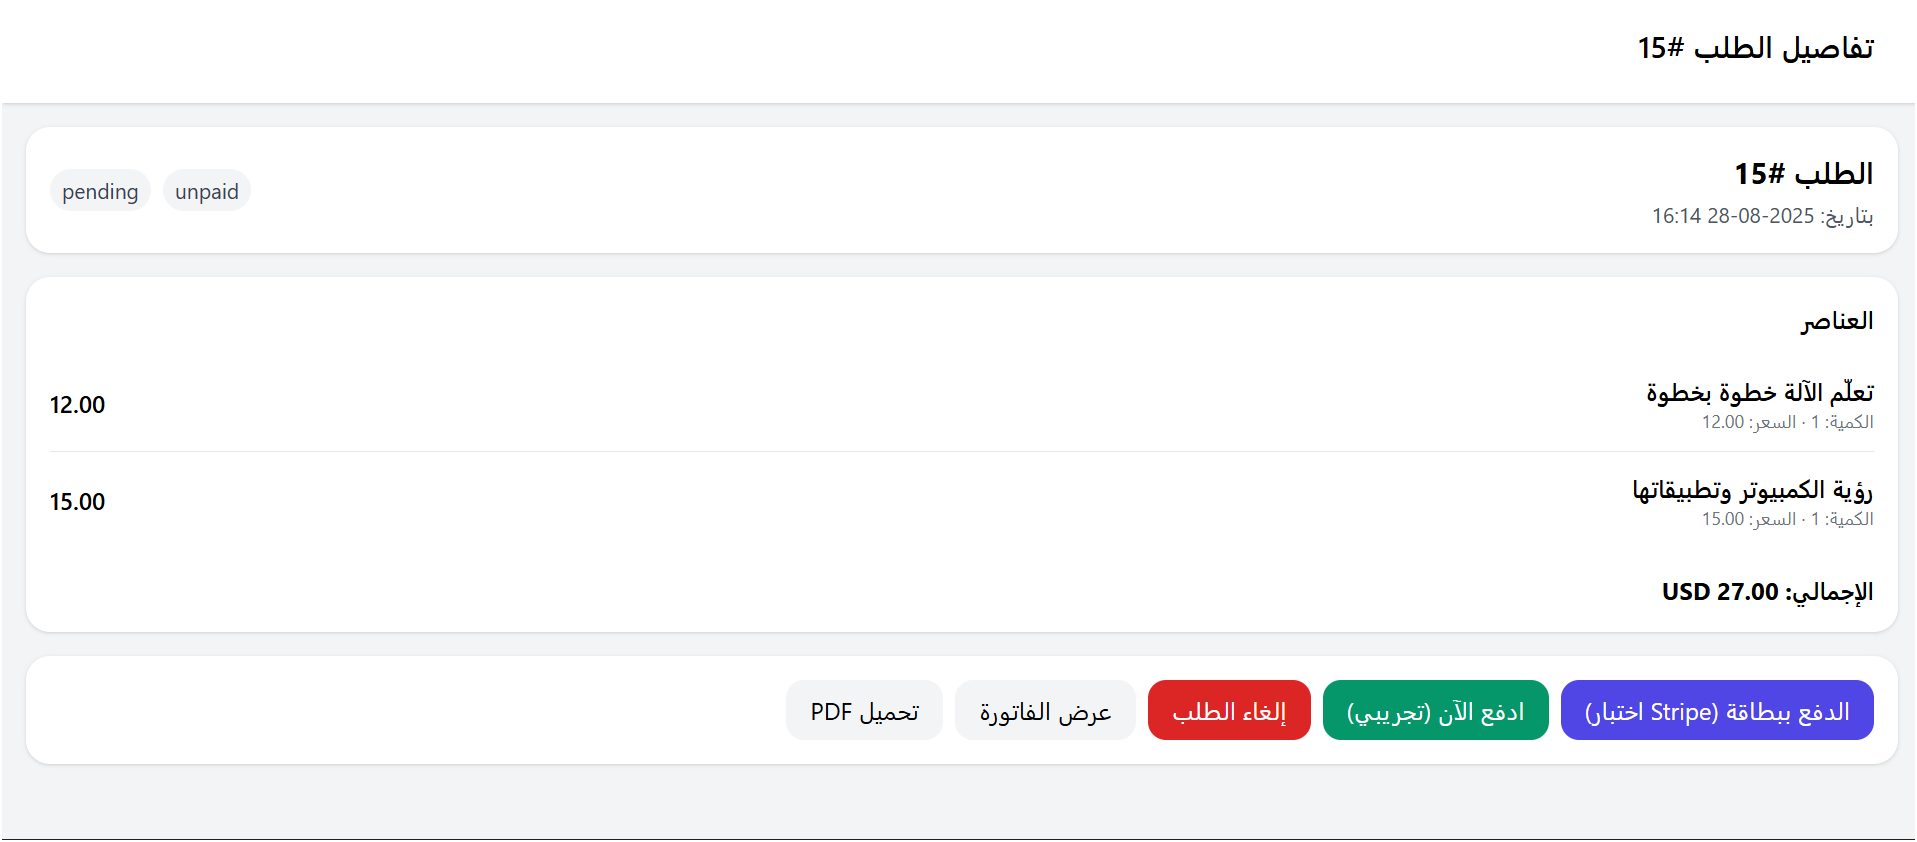 تفاصيل الطلب #15
الطلب #15
بتاريخ: 2025-08-28 16:14
unpaid
pending
العناصر
تعلّم الآلة خطوة بخطوة
الكمية: 1 · السعر: 12.00
12.00
رؤية الكمبيوتر وتطبيقاتها
الكمية: 1 · السعر: 15.00
15.00
الإجمالي: 27.00 USD
الدفع ببطاقة (Stripe اختبار)
ادفع الآن (تجريبي)
إلغاء الطلب
عرض الفاتورة
تحميل PDF